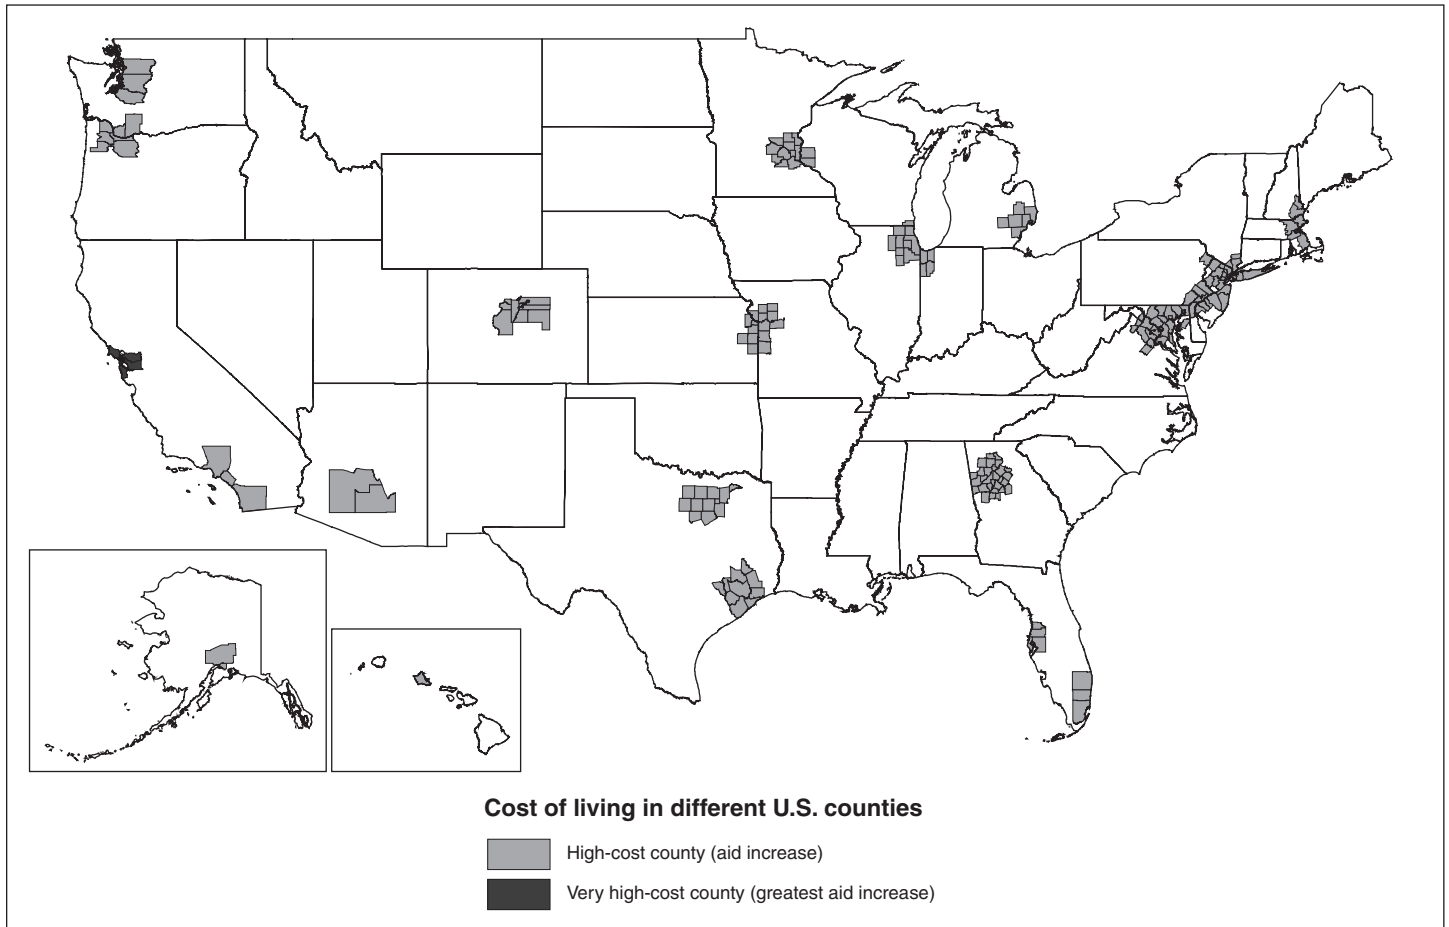 Cost of living in different U.S. counties
High-cost county (aid increase)
Very high-cost county (greatest aid increase)